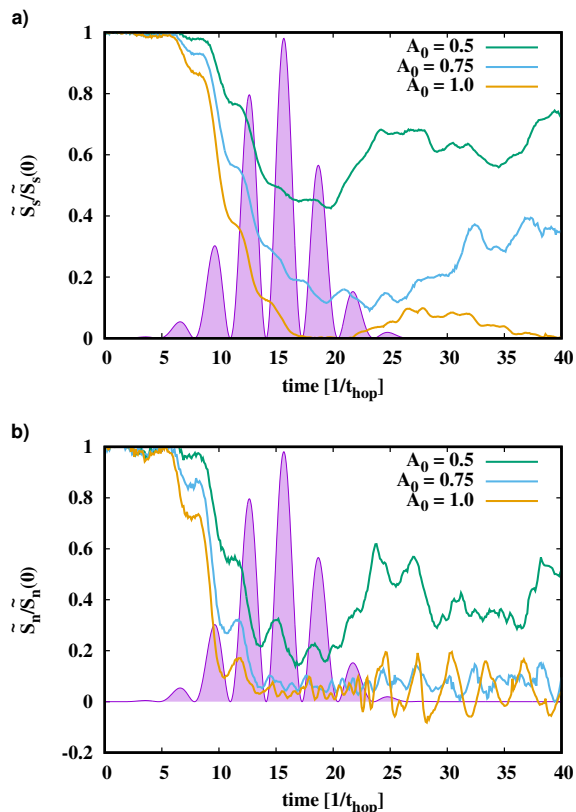 a)
1
0.8
0.6
0.4
0.2
0
S̃s/S̃s(0)
A0 = 0.5
A0 = 0.75
A0 = 1.0
0 5 10 15 20 25 30 35 40
time [1/thop]
b)
1
0.8
0.6
0.4
0.2
0
-0.2
S̃n/S̃n(0)
A0 = 0.5
A0 = 0.75
A0 = 1.0
0 5 10 15 20 25 30 35 40
time [1/thop]